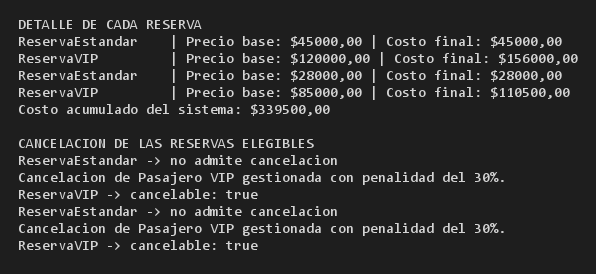 DETALLE DE CADA RESERVA
ReservaEstandar    | Precio base: $45000,00 | Costo final: $45000,00
ReservaVIP         | Precio base: $120000,00 | Costo final: $156000,00
ReservaEstandar    | Precio base: $28000,00 | Costo final: $28000,00
ReservaVIP         | Precio base: $85000,00 | Costo final: $110500,00
Costo acumulado del sistema: $339500,00

CANCELACION DE LAS RESERVAS ELEGIBLES
ReservaEstandar -> no admite cancelacion
Cancelacion de Pasajero VIP gestionada con penalidad del 30%.
ReservaVIP -> cancelable: true
ReservaEstandar -> no admite cancelacion
Cancelacion de Pasajero VIP gestionada con penalidad del 30%.
ReservaVIP -> cancelable: true